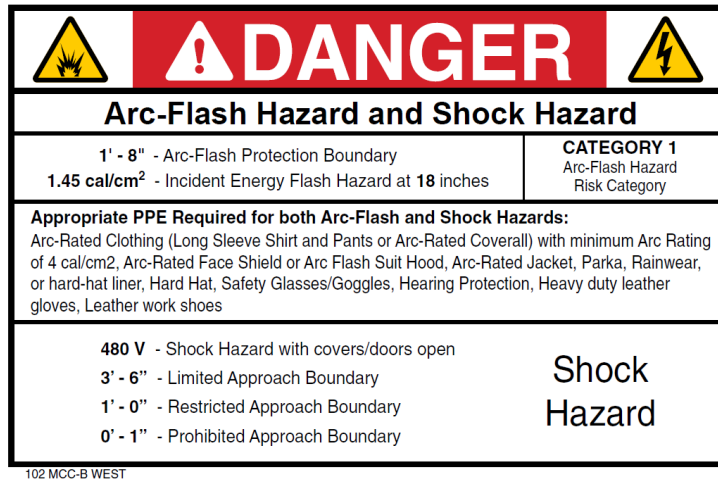 DANGER
Arc-Flash Hazard and Shock Hazard
1' - 8" - Arc-Flash Protection Boundary
1.45 cal/cm² - Incident Energy Flash Hazard at 18 inches
CATEGORY 1
Arc-Flash Hazard
Risk Category
Appropriate PPE Required for both Arc-Flash and Shock Hazards:
Arc-Rated Clothing (Long Sleeve Shirt and Pants or Arc-Rated Coverall) with minimum Arc Rating
of 4 cal/cm2, Arc-Rated Face Shield or Arc Flash Suit Hood, Arc-Rated Jacket, Parka, Rainwear,
or hard-hat liner, Hard Hat, Safety Glasses/Goggles, Hearing Protection, Heavy duty leather
gloves, Leather work shoes
480 V - Shock Hazard with covers/doors open
3’ - 6” - Limited Approach Boundary
1’ - 0” - Restricted Approach Boundary
0’ - 1” - Prohibited Approach Boundary
Shock
Hazard
102 MCC-B WEST